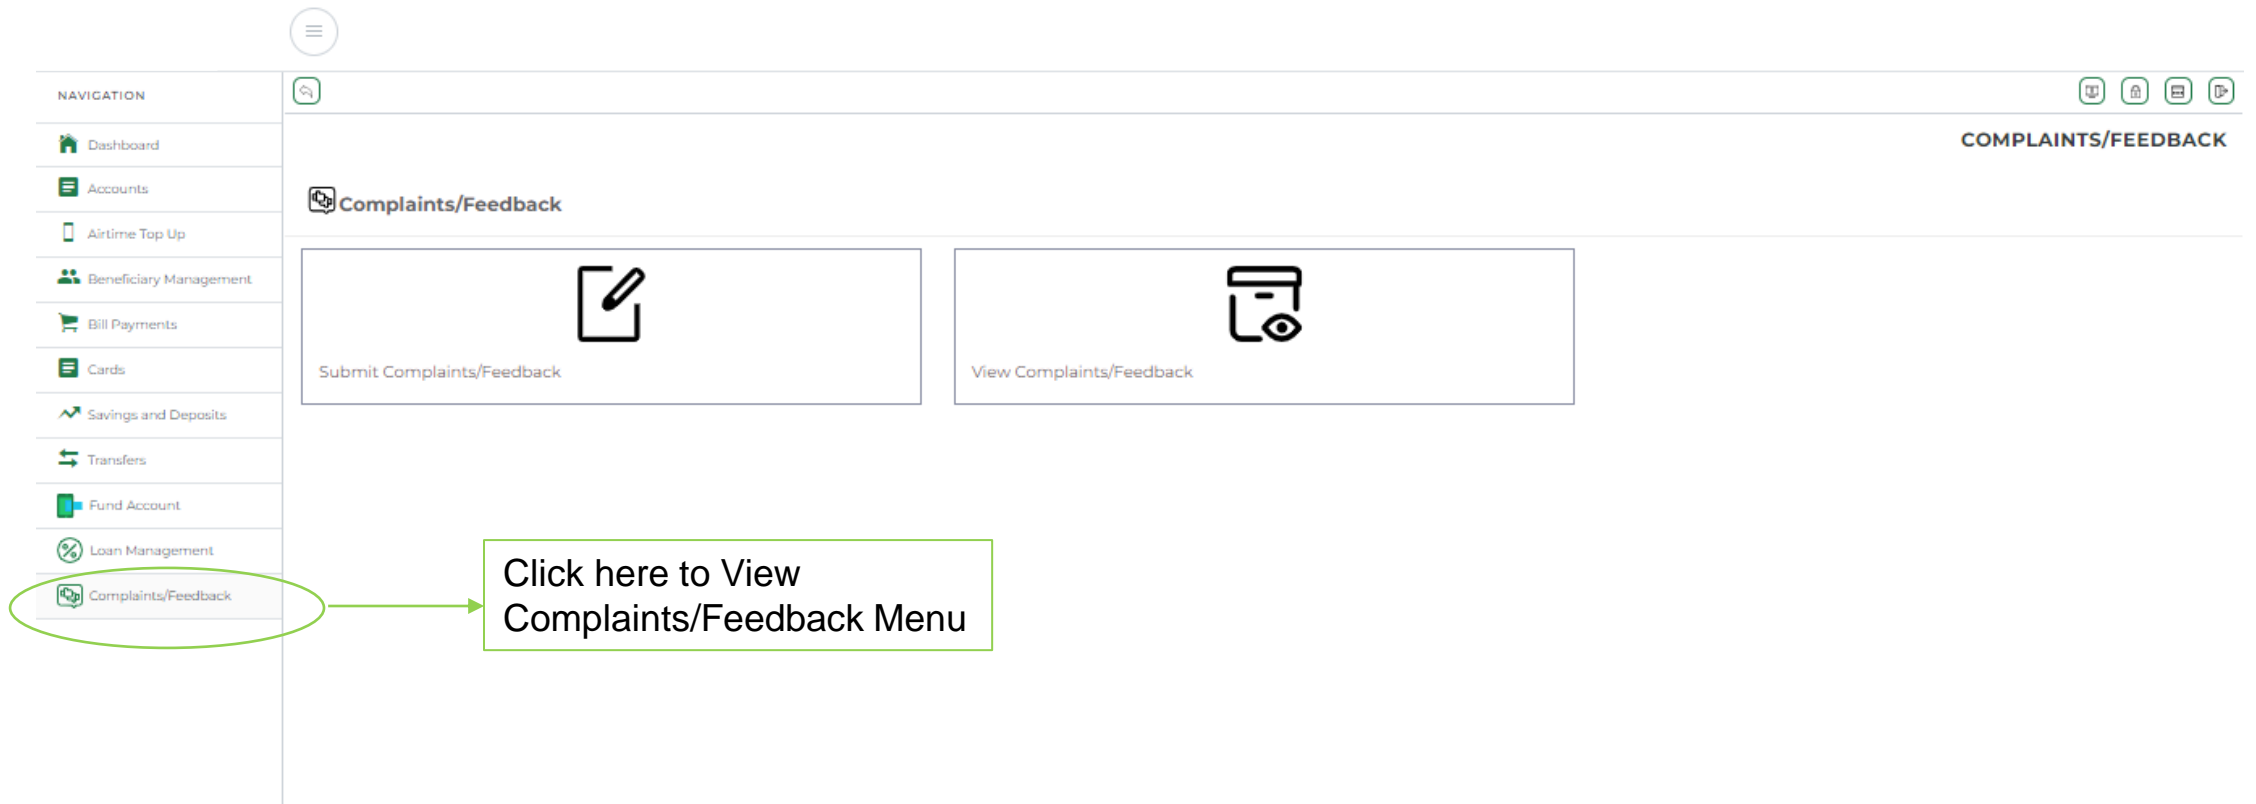 NAVIGATION
COMPLAINTS/FEEDBACK
Dashboard
Accounts
Airtime Top Up
Beneficiary Management
Bill Payments
Cards
Savings and Deposits
Transfers
Fund Account
Loan Management
Complaints/Feedback
Complaints/Feedback
Submit Complaints/Feedback
View Complaints/Feedback
Click here to View
Complaints/Feedback Menu